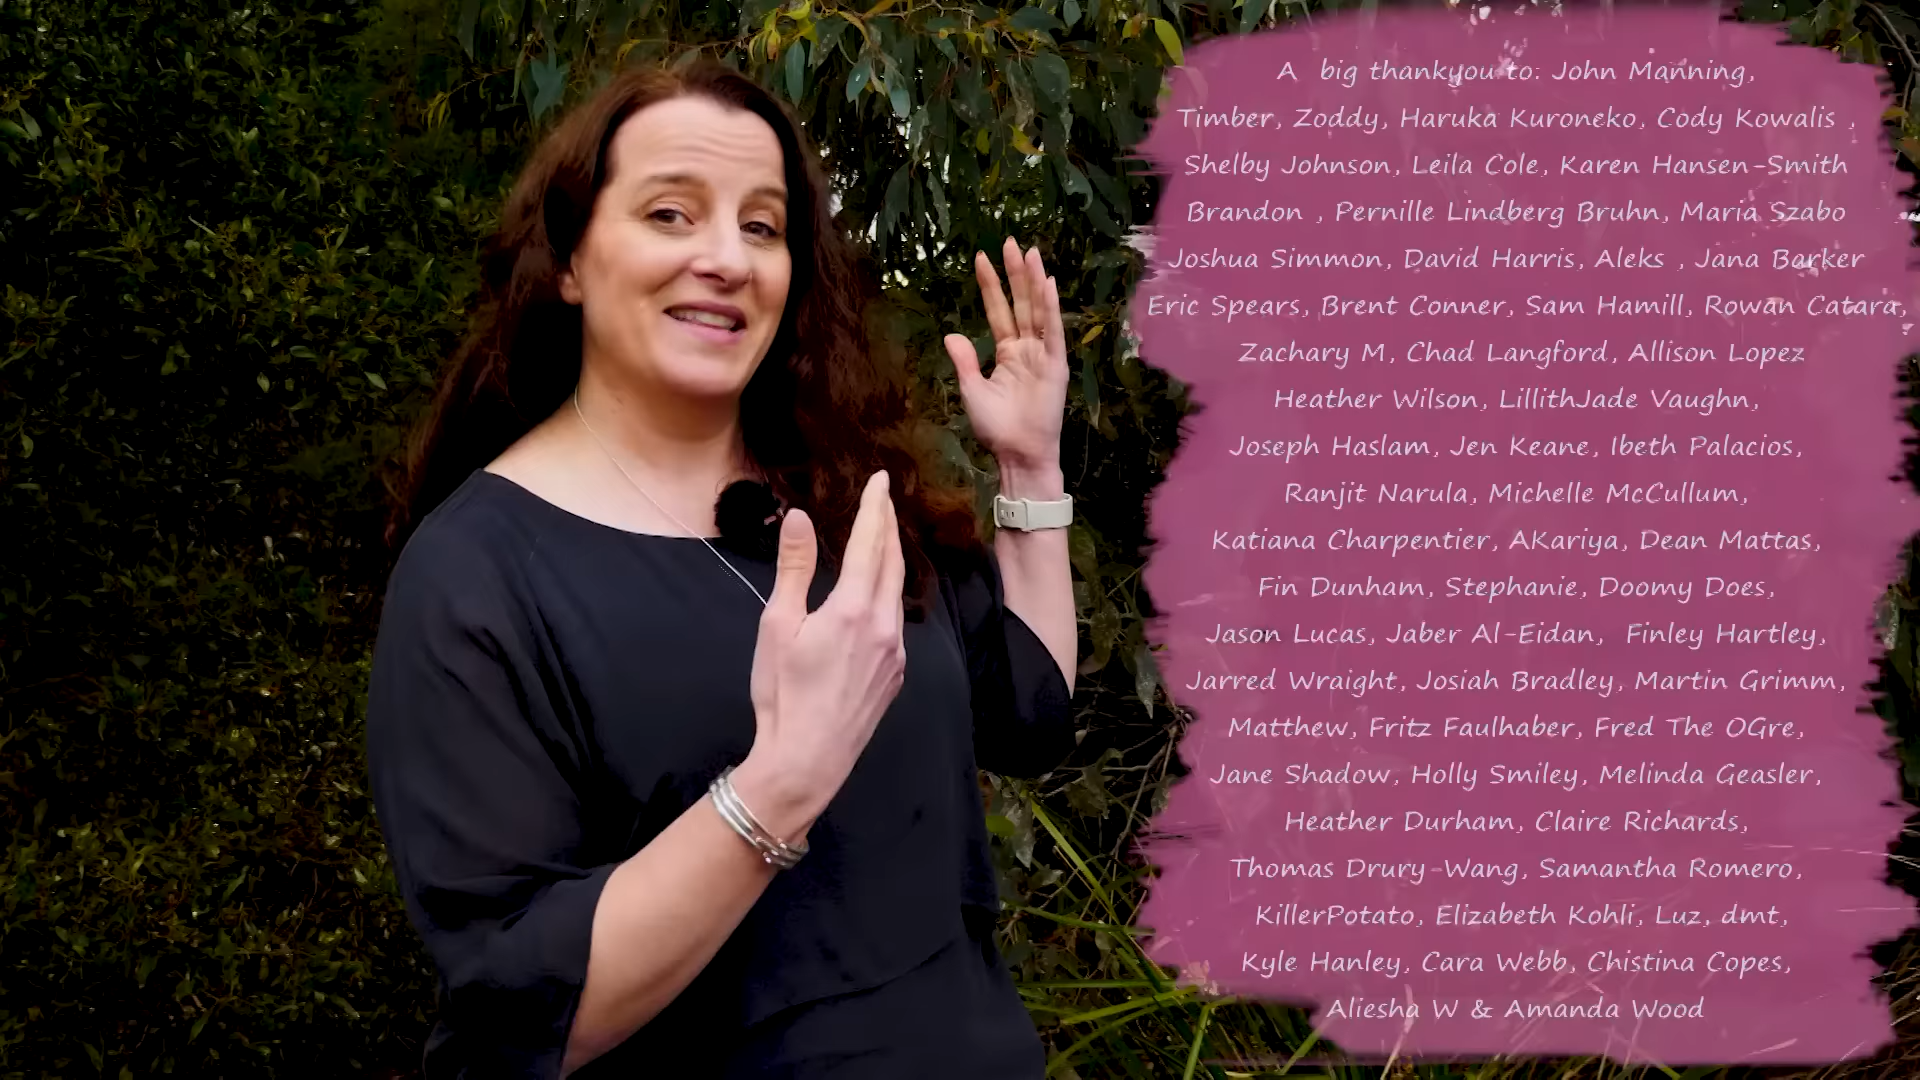 A big thankyou to: John Manning,
Timber, Zoddy, Haruka Kuroneko, Cody Kowalis ,
Shelby Johnson, Leila Cole, Karen Hansen-Smith
Brandon , Pernille Lindberg Bruhn, Maria Szabo
Joshua Simmon, David Harris, Aleks , Jana Barker
Eric Spears, Brent Conner, Sam Hamill, Rowan Catara,
Zachary M, Chad Langford, Allison Lopez
Heather Wilson, LillithJade Vaughn,
Joseph Haslam, Jen Keane, Ibeth Palacios,
Ranjit Narula, Michelle McCullum,
Katiana Charpentier, AKariya, Dean Mattas,
Fin Dunham, Stephanie, Doomy Does,
Jason Lucas, Jaber Al-Eidan, Finley Hartley,
Jarred Wraight, Josiah Bradley, Martin Grimm,
Matthew, Fritz Faulhaber, Fred The OGre,
Jane Shadow, Holly Smiley, Melinda Geasler,
Heather Durham, Claire Richards,
Thomas Drury-Wang, Samantha Romero,
KillerPotato, Elizabeth Kohli, Luz, dmt,
Kyle Hanley, Cara Webb, Chistina Copes,
Aliesha W & Amanda Wood